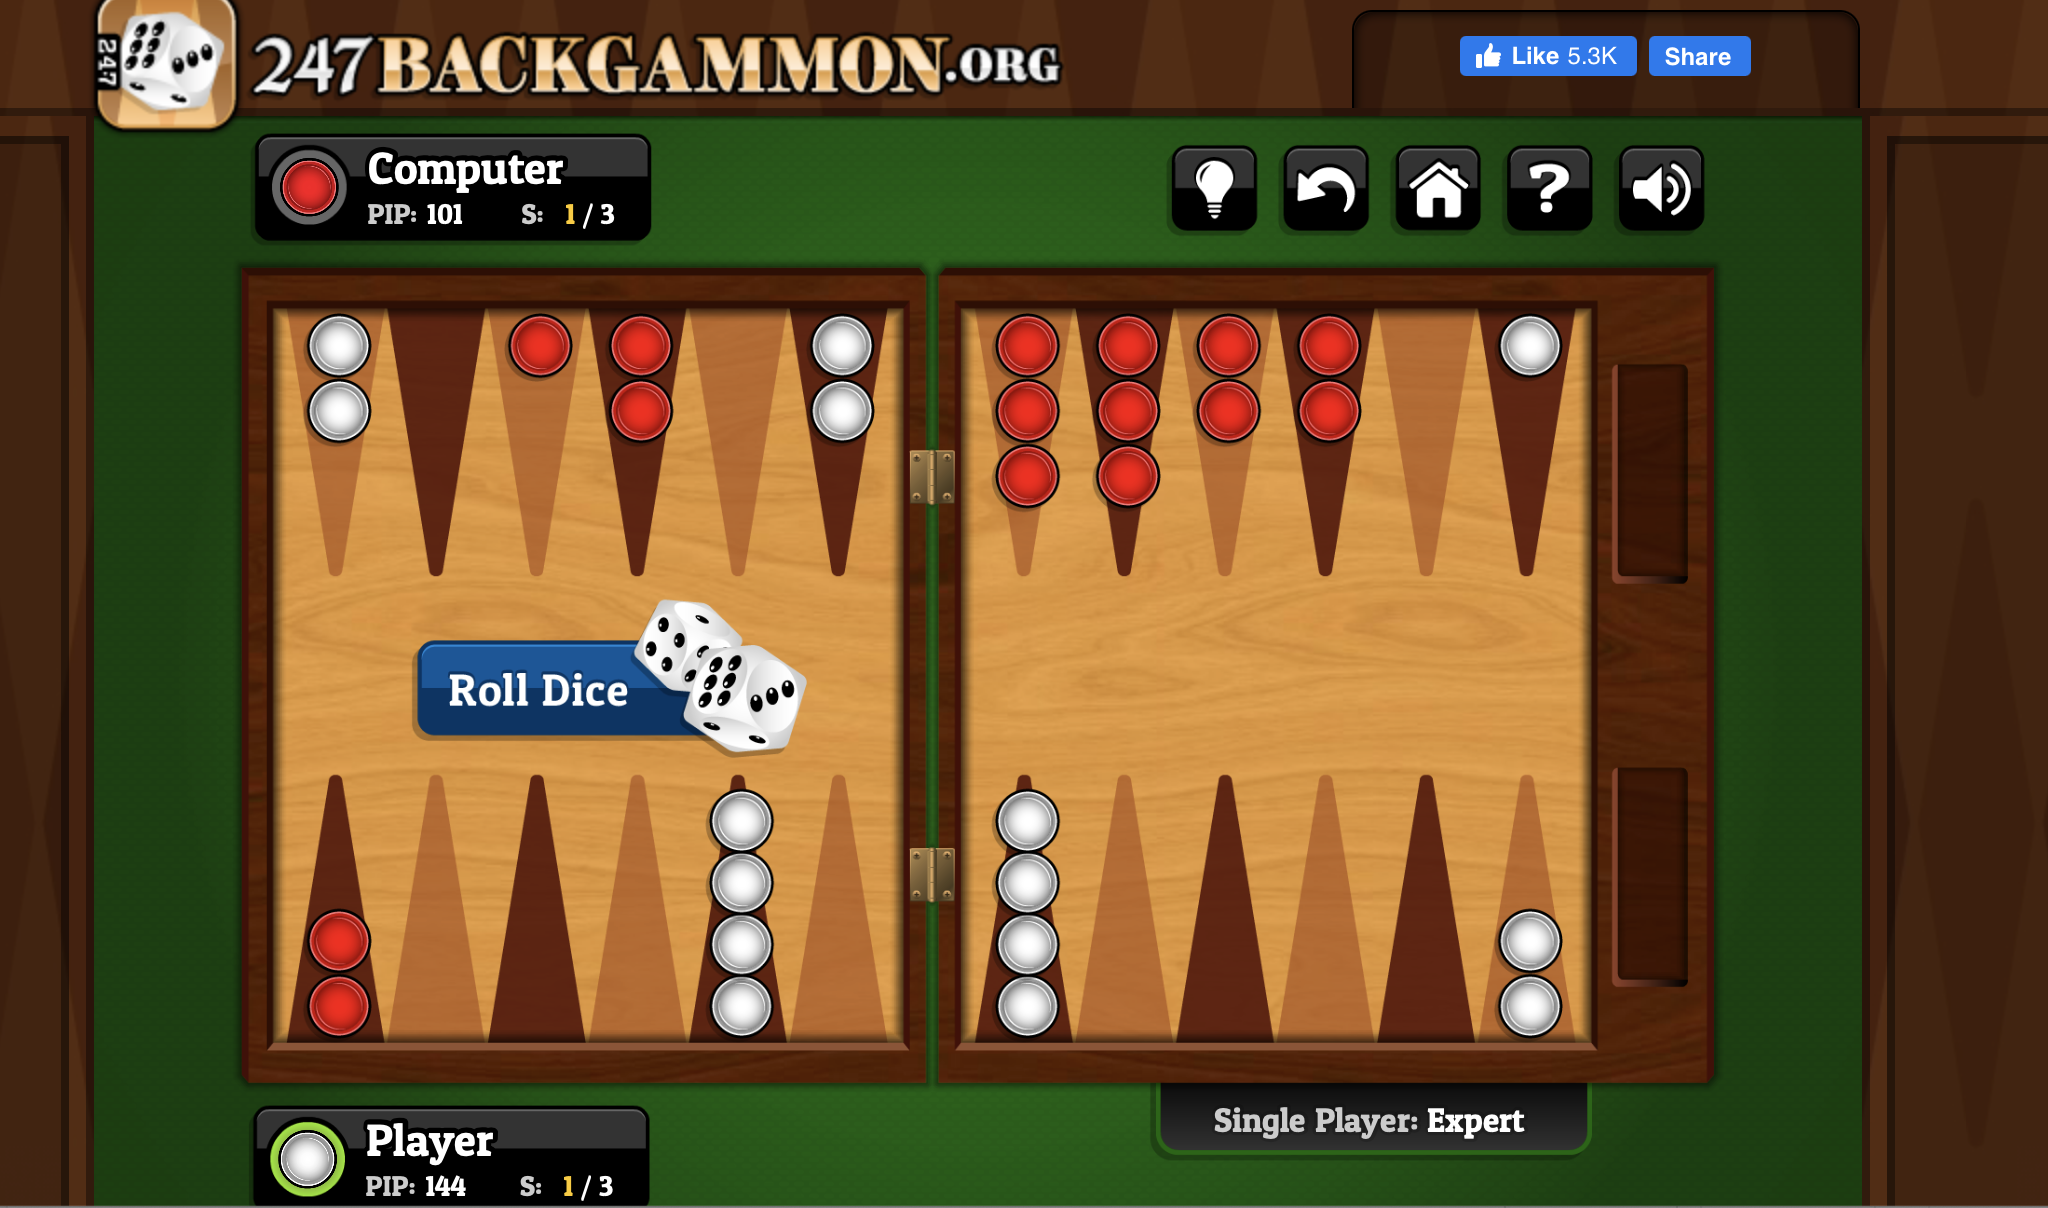 247
247BACKGAMMON.ORG
Like 5.3K
Share
Computer
PIP: 101 S: 1 / 3
?
Roll Dice
Single Player: Expert
Player
PIP: 144 S: 1 / 3